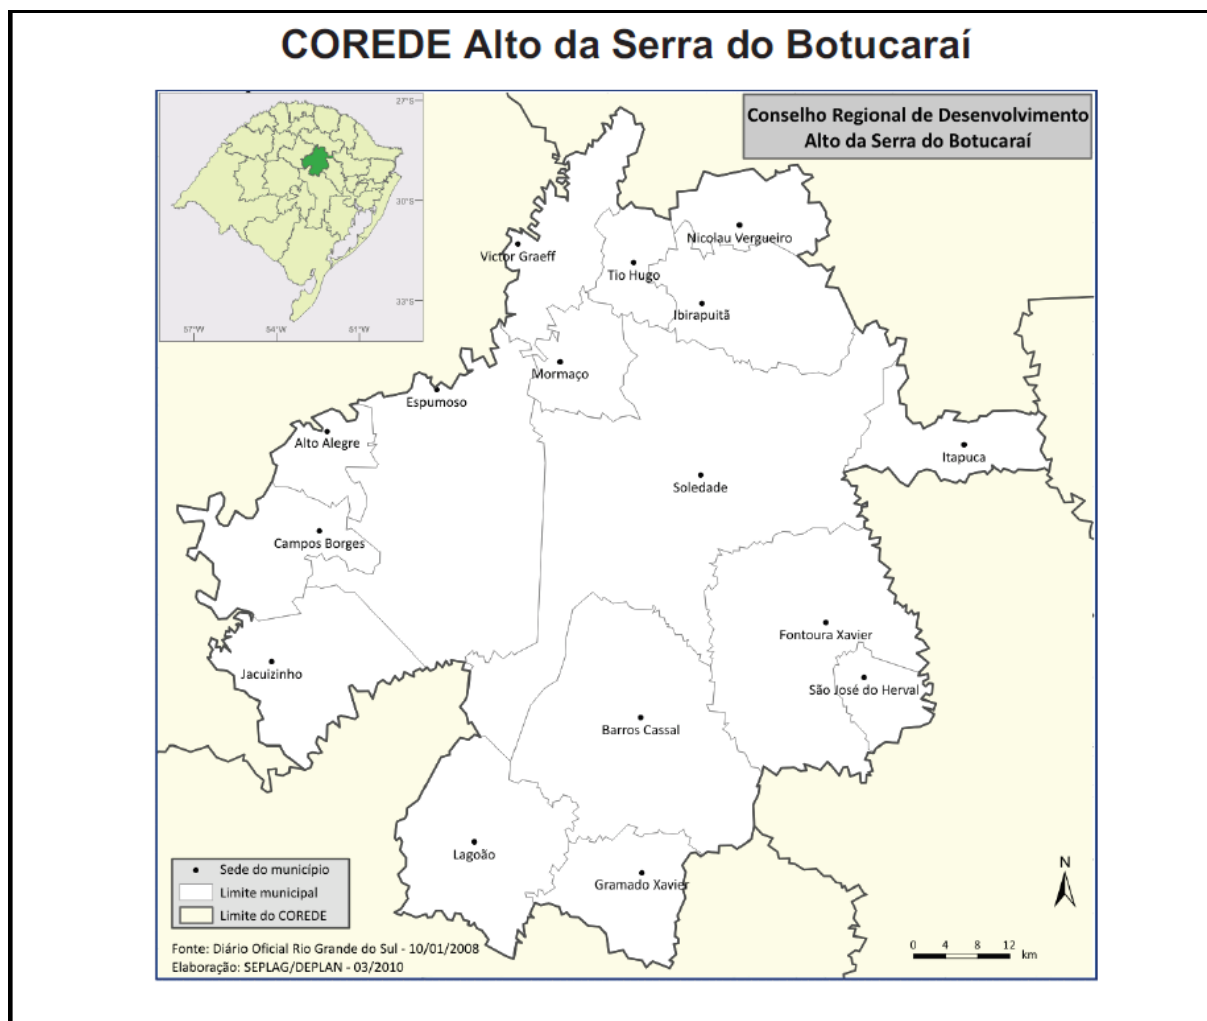 COREDE Alto da Serra do Botucaraí
Conselho Regional de Desenvolvimento
Alto da Serra do Botucaraí
27°S
30°S
33°S
57°W
54°W
51°W
Nicolau Vergueiro
Victor Graeff
Tio Hugo
Ibirapuitã
Mormaço
Espumoso
Alto Alegre
Itapuca
Soledade
Campos Borges
Fontoura Xavier
Jacuizinho
São José do Herval
Barros Cassal
Lagoão
Gramado Xavier
Sede do município
Limite municipal
Limite do COREDE
N
0 4 8 12
km
Fonte: Diário Oficial Rio Grande do Sul - 10/01/2008
Elaboração: SEPLAG/DEPLAN - 03/2010